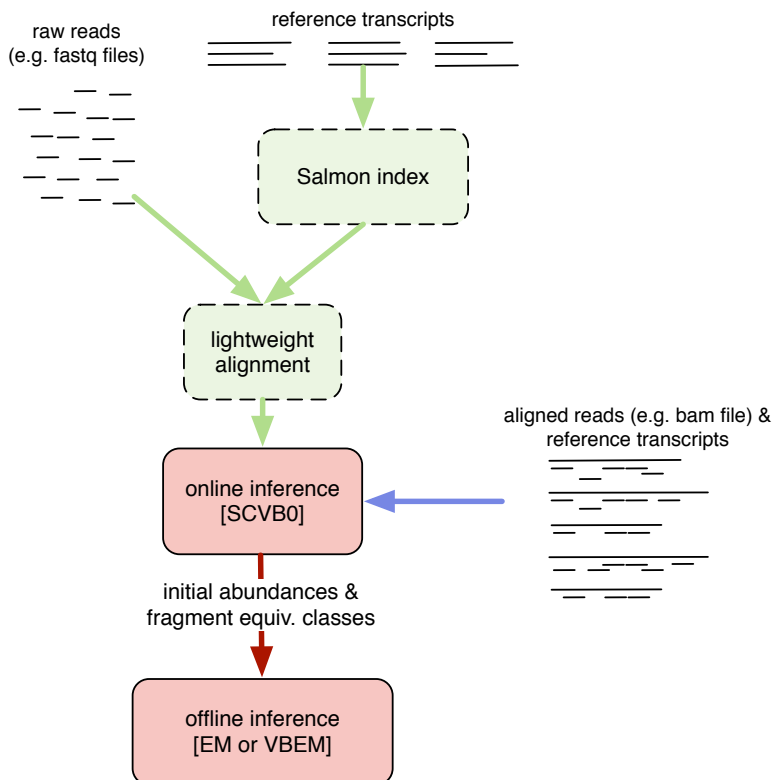 raw reads
(e.g. fastq files)
reference transcripts
Salmon index
lightweight
alignment
aligned reads (e.g. bam file) &
reference transcripts
online inference
[SCVB0]
initial abundances &
fragment equiv. classes
offline inference
[EM or VBEM]